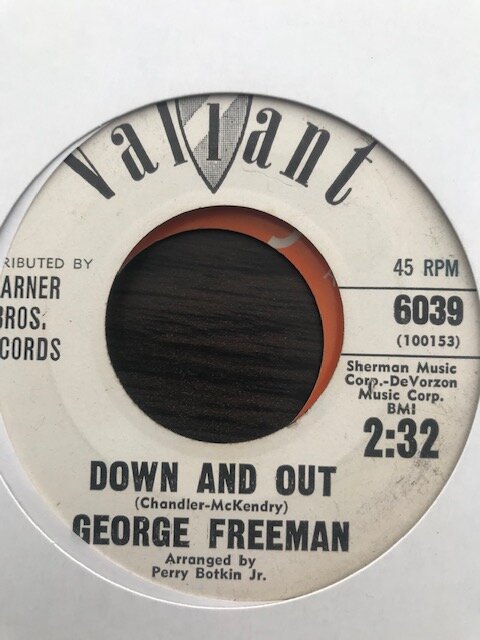 Valiant
RIBUTED BY
ARNER
BROS.
CORDS
45 RPM
6039
(100153)
Sherman Music
Corp.-DeVorzon
Music Corp.
BMI
2:32
DOWN AND OUT
(Chandler-McKendry)
GEORGE FREEMAN
Arranged by
Perry Botkin Jr.